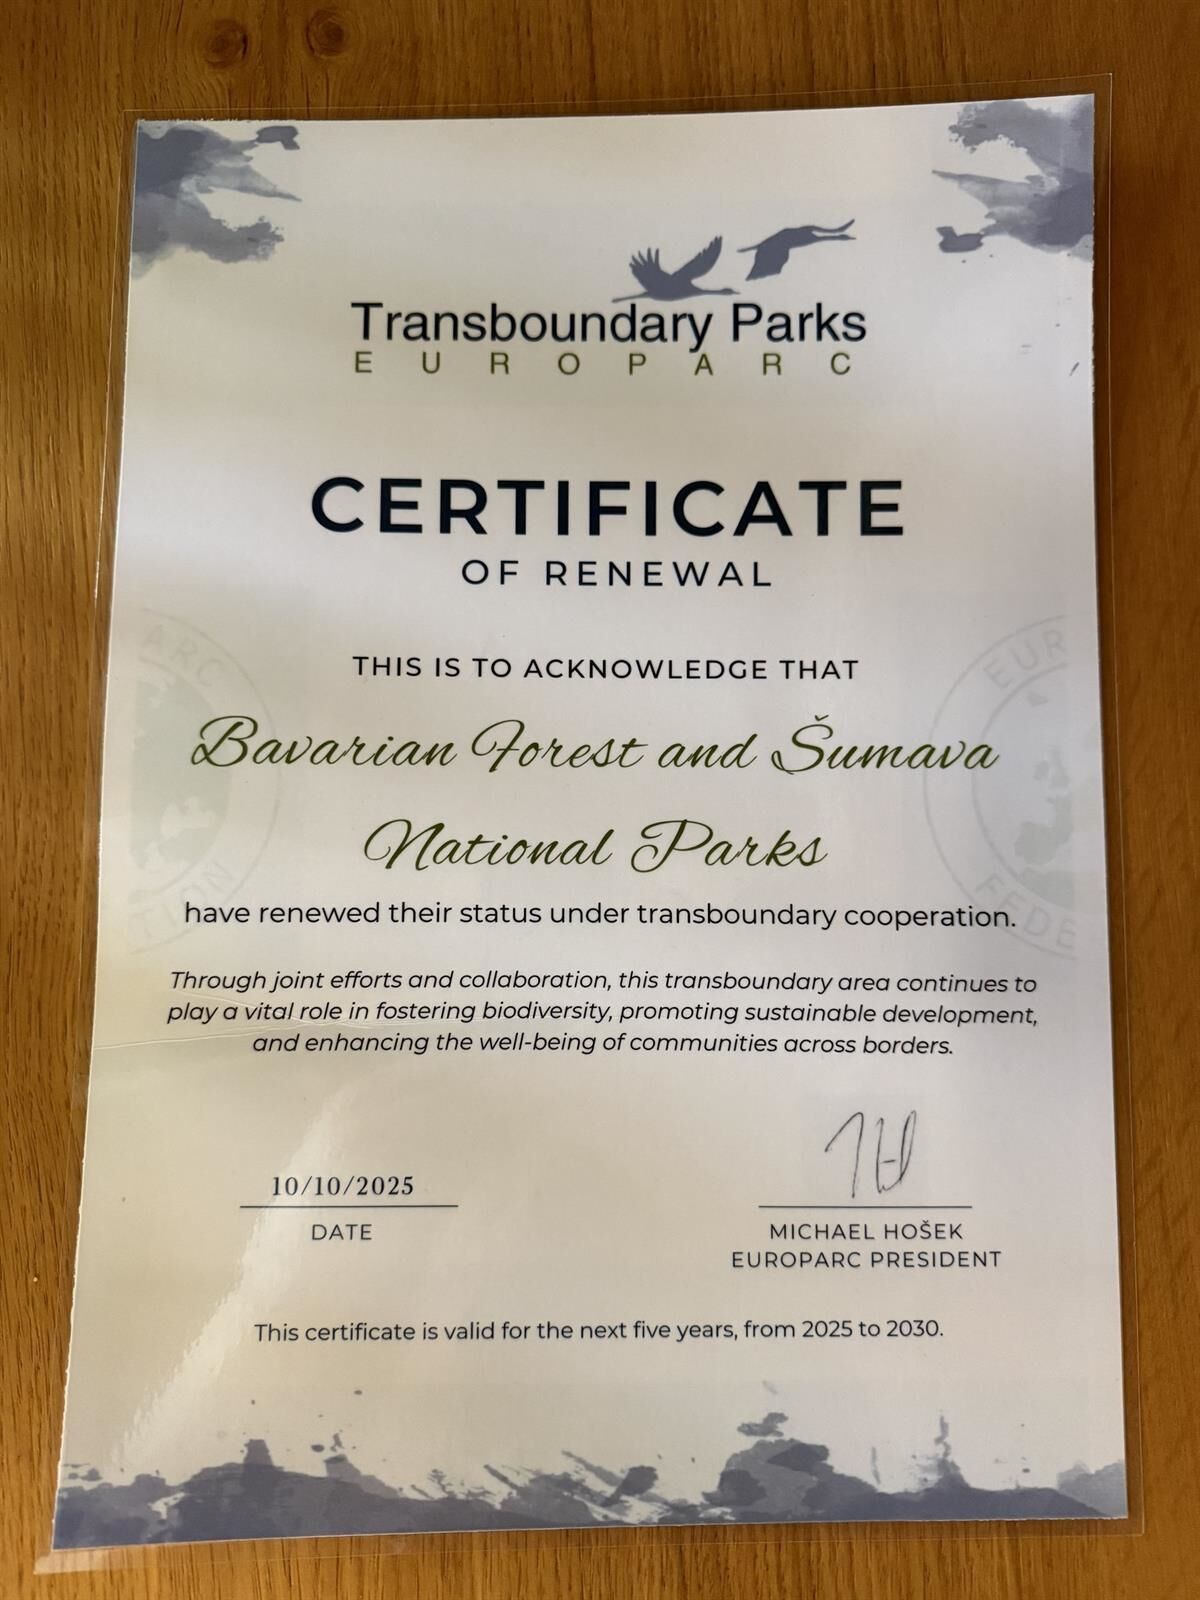 Transboundary Parks
EUROPARC
CERTIFICATE
OF RENEWAL
THIS IS TO ACKNOWLEDGE THAT
Bavarian Forest and Šumava
National Parks
have renewed their status under transboundary cooperation.
Through joint efforts and collaboration, this transboundary area continues to
play a vital role in fostering biodiversity, promoting sustainable development,
and enhancing the well-being of communities across borders.
10/10/2025
DATE
MICHAEL HOŠEK
EUROPARC PRESIDENT
This certificate is valid for the next five years, from 2025 to 2030.